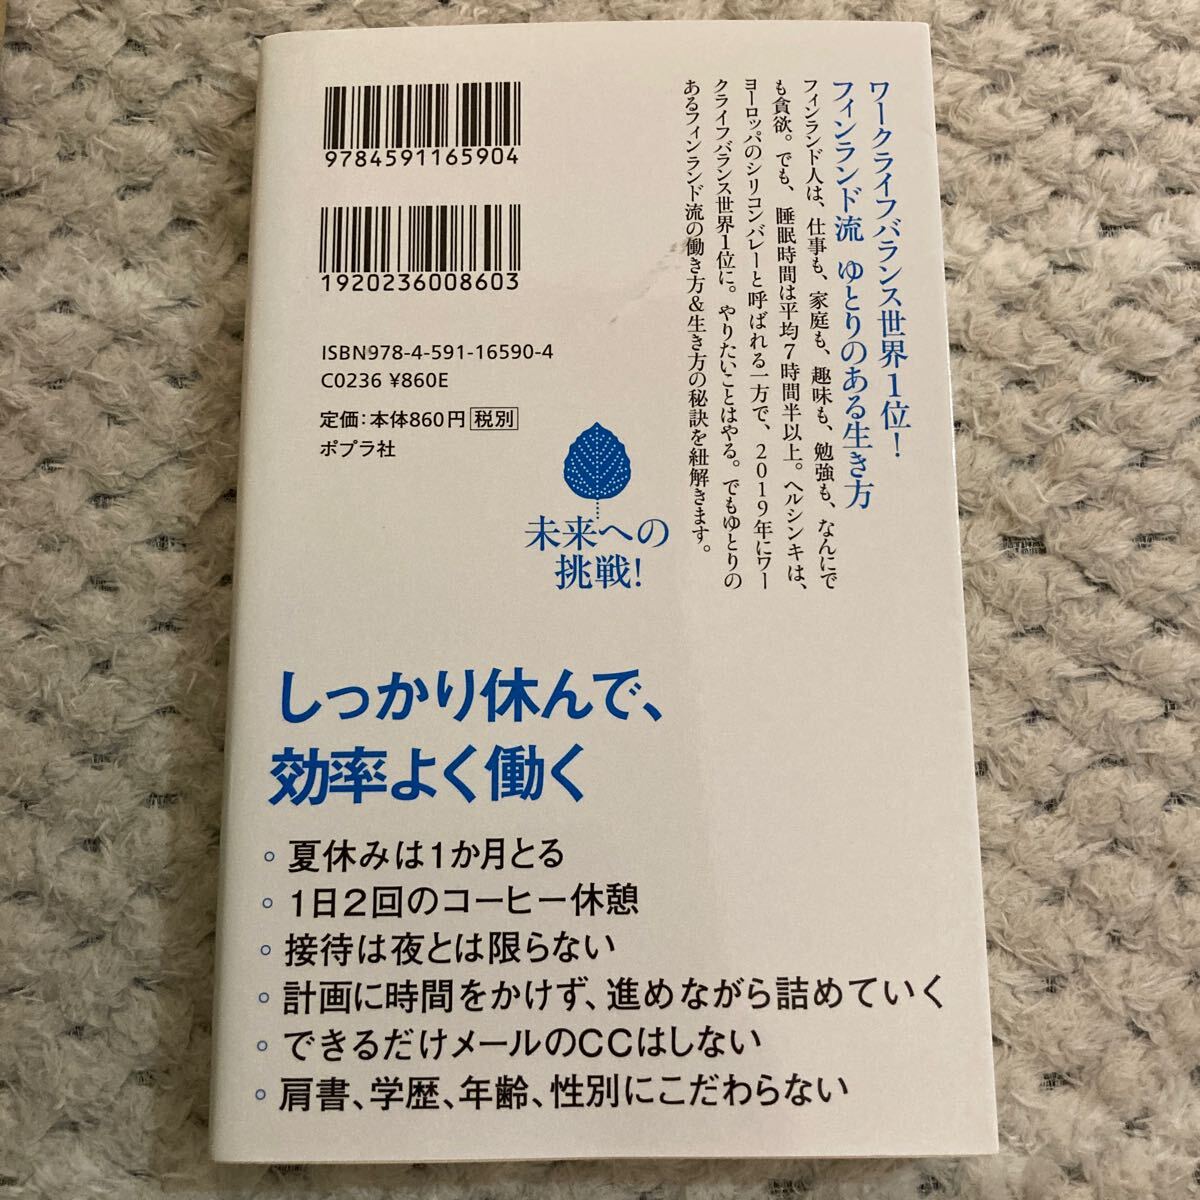 ワークライフバランス世界1位!
フィンランド流 ゆとりのある生き方
フィンランド人は、仕事も、家庭も、趣味も、勉強も、なんにで
も貪欲。でも、睡眠時間は平均7時間半以上。ヘルシンキは、
ヨーロッパのシリコンバレーと呼ばれる一方で、2019年にワー
クライフバランス世界1位に。やりたいことはやる。でもゆとりの
あるフィンランド流の働き方&生き方の秘訣を紐解きます。
9784591165904
1920236008603
ISBN978-4-591-16590-4
C0236 ¥860E
定価:本体860円 税別
ポプラ社
未来への
挑戦!
しっかり休んで、
効率よく働く
◦ 夏休みは1か月とる
◦ 1日2回のコーヒー休憩
◦ 接待は夜とは限らない
◦ 計画に時間をかけず、進めながら詰めていく
◦ できるだけメールのCCはしない
◦ 肩書、学歴、年齢、性別にこだわらない